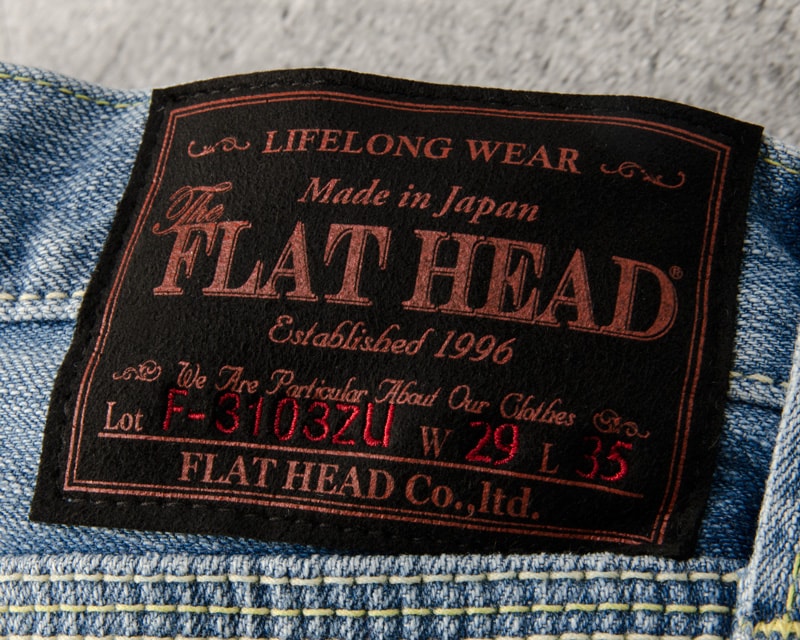 LIFELONG WEAR
Made in Japan
The
FLAT HEAD®
Established 1996
We Are Particular About Our Clothes
Lot F-3103ZU W 29 L 35
FLAT HEAD Co.,ltd.